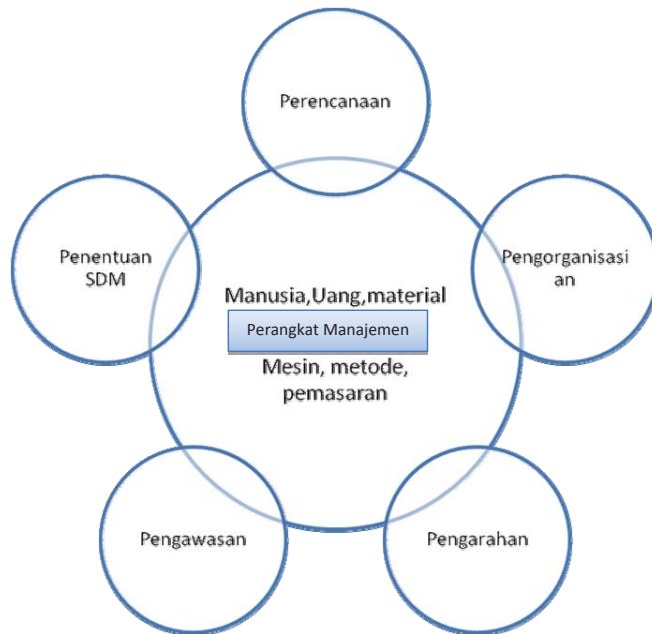 Perencanaan
Penentuan
SDM
Pengorganisasi
an
Manusia,Uang,material
Perangkat Manajemen
Mesin, metode,
pemasaran
Pengawasan
Pengarahan